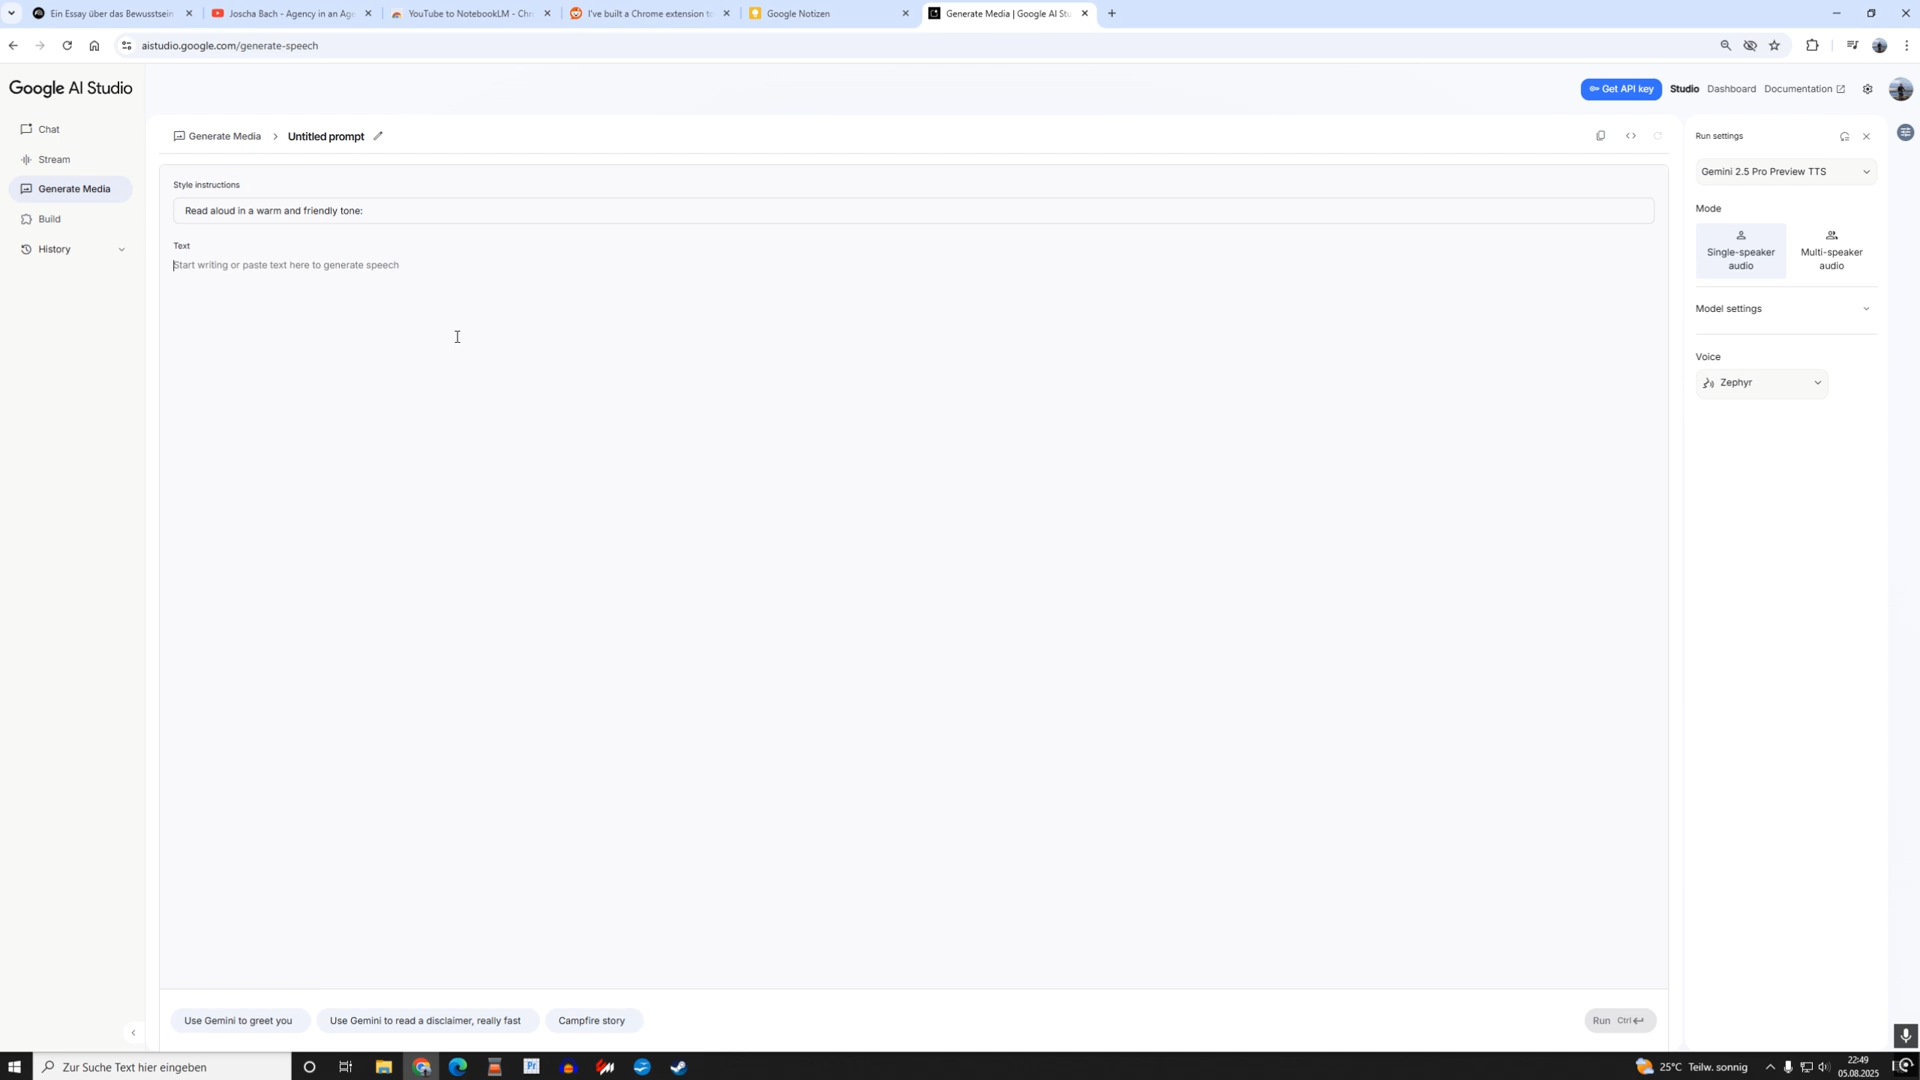 Ein Essay über das Bewusstsein
Joscha Bach - Agency in an Age
YouTube to NotebookLM - Chr
I've built a Chrome extension to
Google Notizen
Generate Media | Google AI Stu
aistudio.google.com/generate-speech
Google AI Studio
Get API key
Studio
Dashboard
Documentation
Chat
Stream
Generate Media
Build
History
Generate Media > Untitled prompt
Style instructions
Read aloud in a warm and friendly tone:
Text
Start writing or paste text here to generate speech
Run settings
Gemini 2.5 Pro Preview TTS
Mode
Single-speaker audio
Multi-speaker audio
Model settings
Voice
Zephyr
Use Gemini to greet you
Use Gemini to read a disclaimer, really fast
Campfire story
Run Ctrl
Zur Suche Text hier eingeben
25°C Teilw. sonnig
22:49
05.08.2025